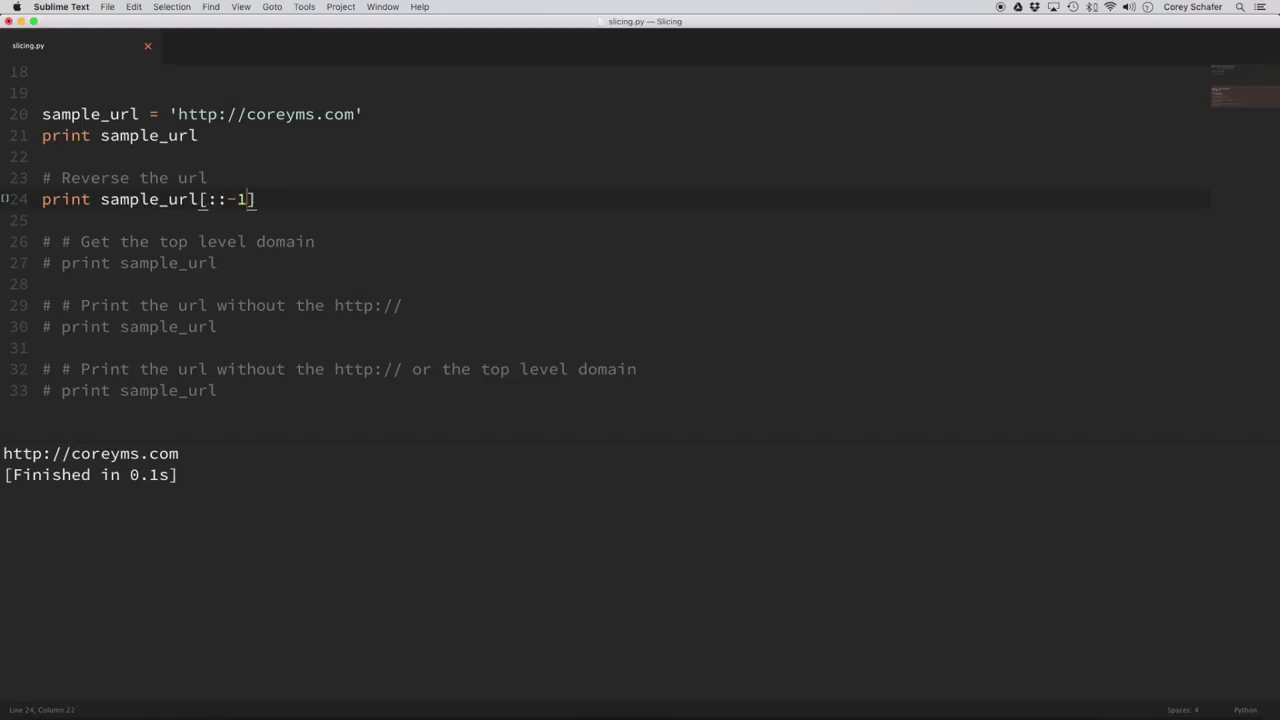 Sublime Text File Edit Selection Find View Goto Tools Project Window Help Corey Schafer
slicing.py — Slicing
slicing.py
18
19
20 sample_url = 'http://coreyms.com'
21 print sample_url
22
23 # Reverse the url
24 print sample_url[::-1]
25
26 # # Get the top level domain
27 # print sample_url
28
29 # # Print the url without the http://
30 # print sample_url
31
32 # # Print the url without the http:// or the top level domain
33 # print sample_url
http://coreyms.com
[Finished in 0.1s]
Line 24, Column 22 Spaces: 4 Python